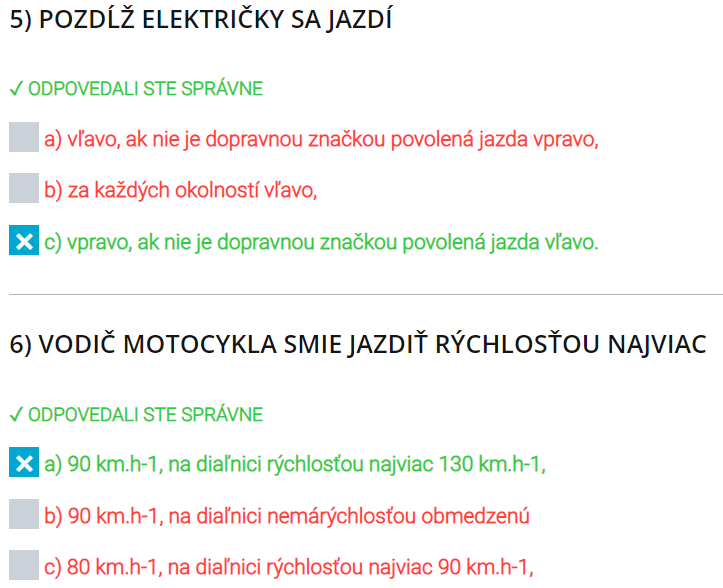 5) POZDĹŽ ELEKTRIČKY SA JAZDÍ
✓ ODPOVEDALI STE SPRÁVNE
a) vľavo, ak nie je dopravnou značkou povolená jazda vpravo,
b) za každých okolností vľavo,
c) vpravo, ak nie je dopravnou značkou povolená jazda vľavo.
6) VODIČ MOTOCYKLA SMIE JAZDIŤ RÝCHLOSŤOU NAJVIAC
✓ ODPOVEDALI STE SPRÁVNE
a) 90 km.h-1, na diaľnici rýchlosťou najviac 130 km.h-1,
b) 90 km.h-1, na diaľnici nemárýchlosťou obmedzenú
c) 80 km.h-1, na diaľnici rýchlosťou najviac 90 km.h-1,